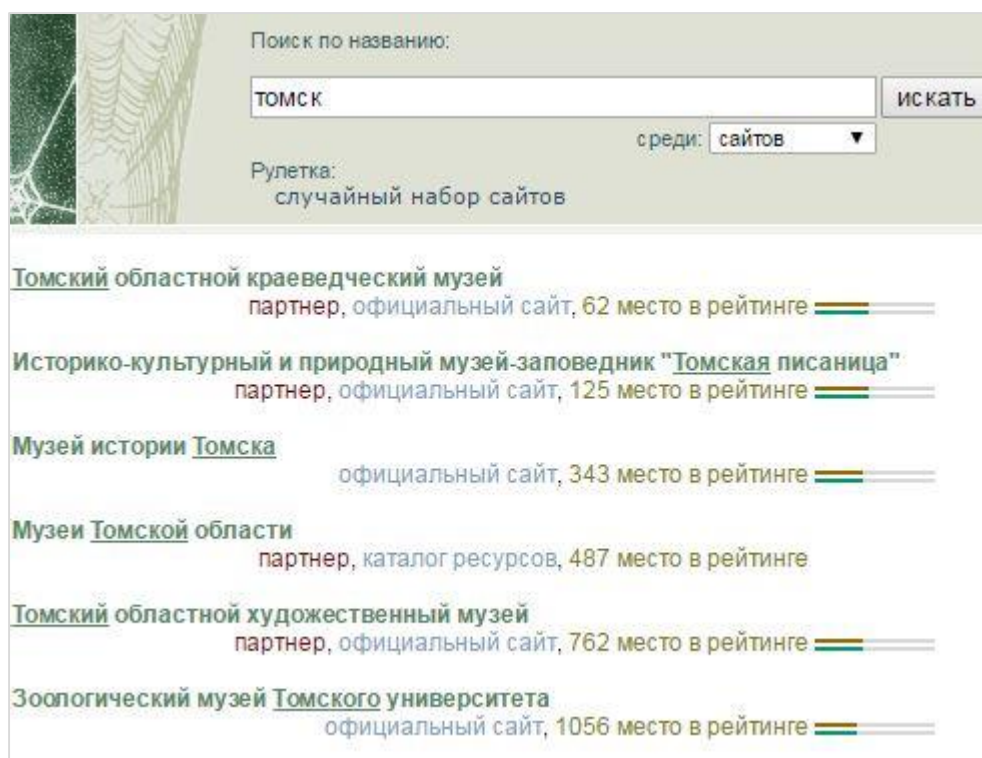 Поиск по названию:
томск
искать
среди: сайтов
Рулетка:
случайный набор сайтов
Томский областной краеведческий музей
партнер, официальный сайт, 62 место в рейтинге
Историко-культурный и природный музей-заповедник "Томская писаница"
партнер, официальный сайт, 125 место в рейтинге
Музей истории Томска
официальный сайт, 343 место в рейтинге
Музеи Томской области
партнер, каталог ресурсов, 487 место в рейтинге
Томский областной художественный музей
партнер, официальный сайт, 762 место в рейтинге
Зоологический музей Томского университета
официальный сайт, 1056 место в рейтинге